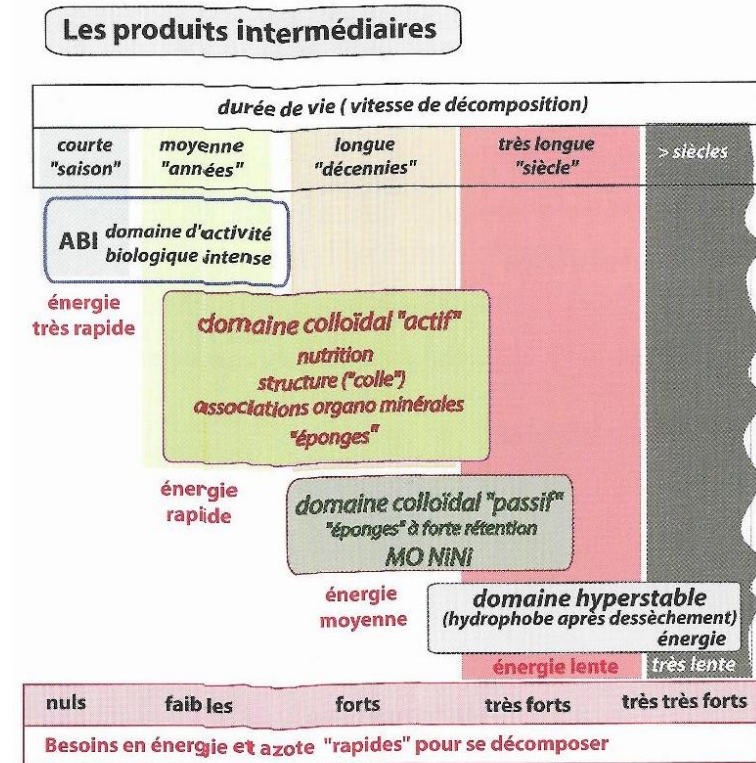 Les produits intermédiaires
durée de vie ( vitesse de décomposition)
courte
"saison"
moyenne
"années"
longue
"décennies"
très longue
"siècle"
> siècles
ABI domaine d'activité
biologique intense
énergie
très rapide
domaine colloïdal "actif"
nutrition
structure ("colle")
associations organo minérales
"éponges"
énergie
rapide
domaine colloïdal "passif"
"éponges" à forte rétention
MO NiNi
énergie
moyenne
domaine hyperstable
(hydrophobe après dessèchement)
énergie
énergie lente
très lente
nuls
faibles
forts
très forts
très très forts
Besoins en énergie et azote "rapides" pour se décomposer